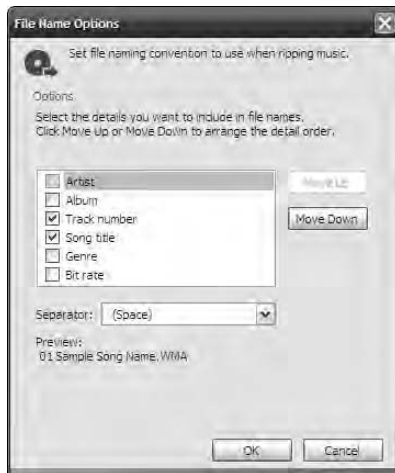 File Name Options
Set file naming convention to use when ripping music.
Options
Select the details you want to include in file names.
Click Move Up or Move Down to arrange the detail order.
Artist
Move Up
Album
Track number
Move Down
Song title
Genre
Bit rate
Separator: (Space)
Preview:
01 Sample Song Name.WMA
OK Cancel